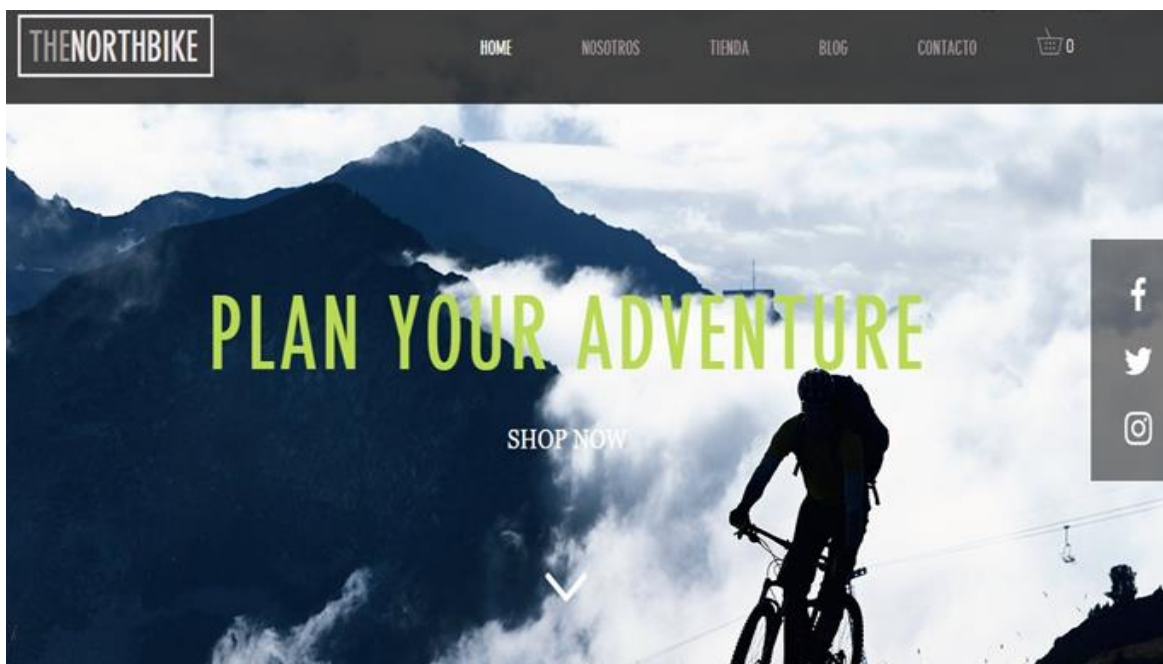 THENORTHBIKE
HOME NOSOTROS TIENDA BLOG CONTACTO 0
PLAN YOUR ADVENTURE
SHOP NOW